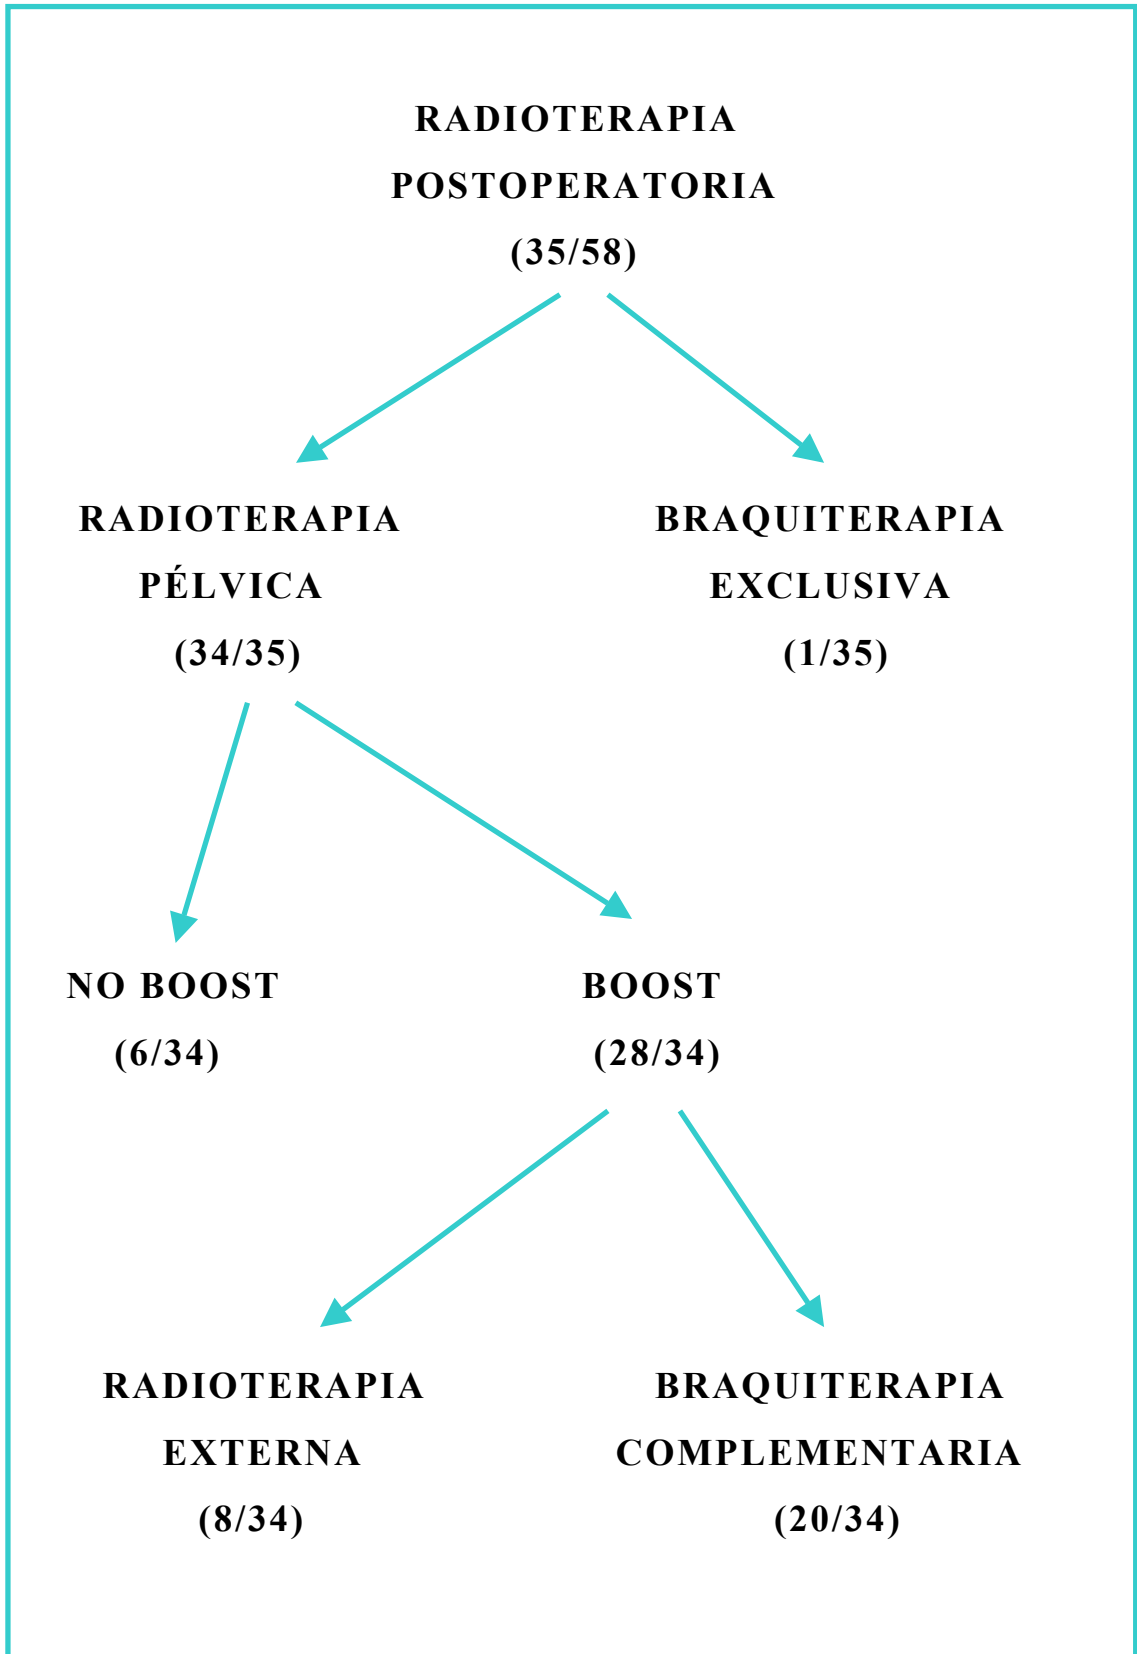 RADIOTERAPIA
POSTOPERATORIA
(35/58)
RADIOTERAPIA
PÉLVICA
(34/35)
BRAQUITERAPIA
EXCLUSIVA
(1/35)
NO BOOST
(6/34)
BOOST
(28/34)
RADIOTERAPIA
EXTERNA
(8/34)
BRAQUITERAPIA
COMPLEMENTARIA
(20/34)